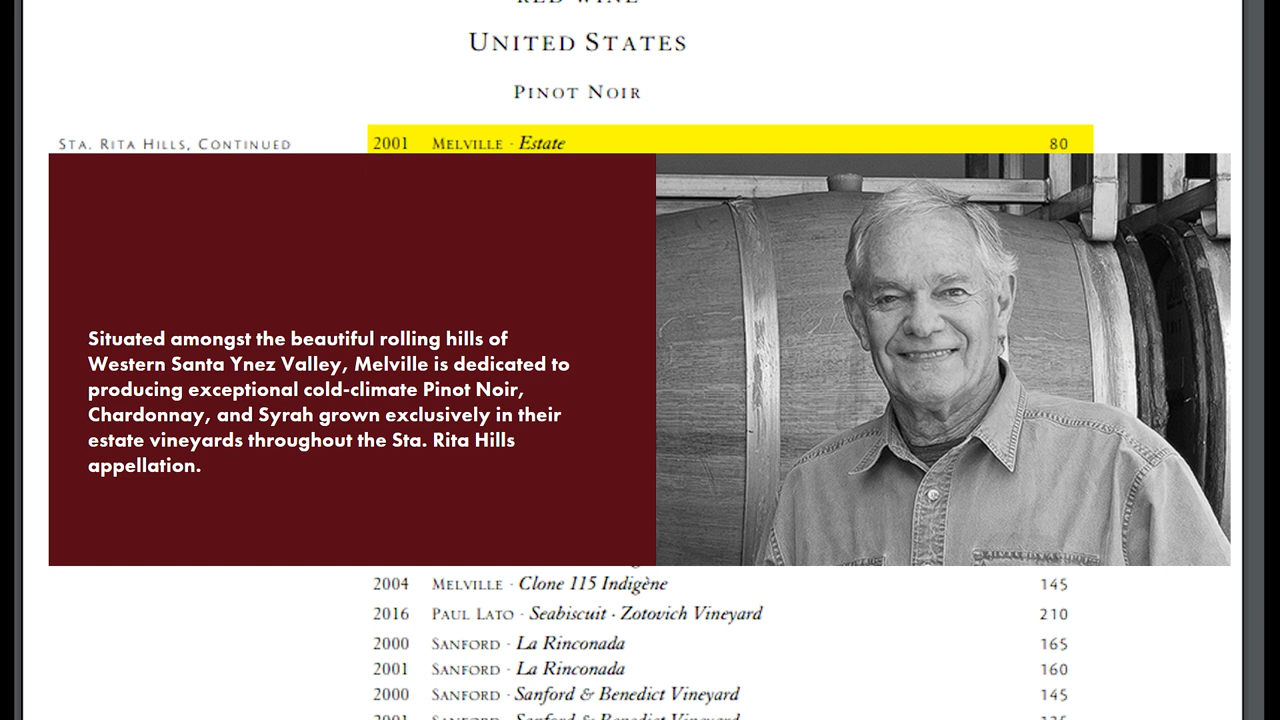 RED WINE
UNITED STATES
PINOT NOIR
STA. RITA HILLS, CONTINUED
2001 MELVILLE · Estate 80
Situated amongst the beautiful rolling hills of
Western Santa Ynez Valley, Melville is dedicated to
producing exceptional cold-climate Pinot Noir,
Chardonnay, and Syrah grown exclusively in their
estate vineyards throughout the Sta. Rita Hills
appellation.
2004 MELVILLE · Clone 115 Indigène 145
2016 PAUL LATO · Seabiscuit · Zotovich Vineyard 210
2000 SANFORD · La Rinconada 165
2001 SANFORD · La Rinconada 160
2000 SANFORD · Sanford & Benedict Vineyard 145
2001 SANFORD · Sanford & Benedict Vineyard